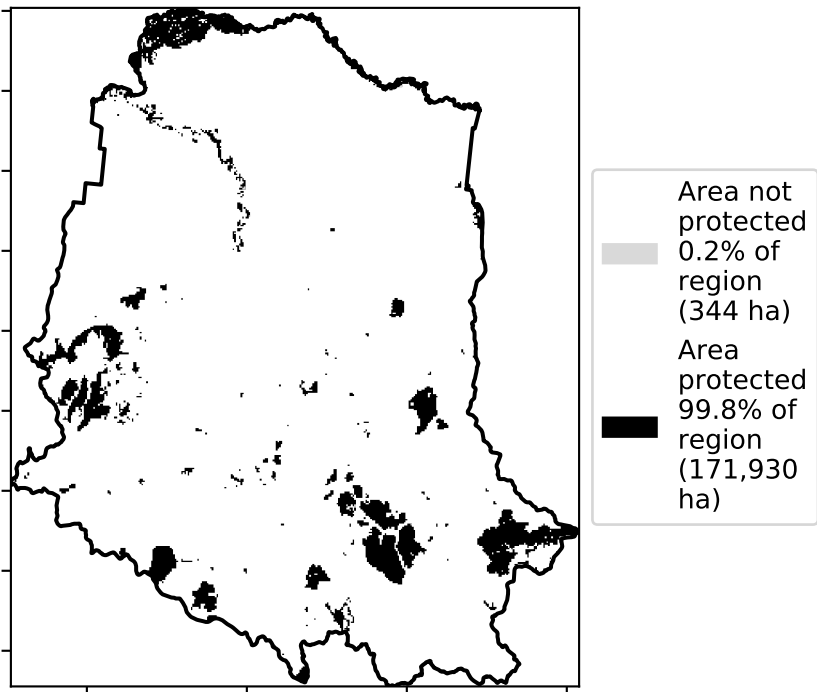 Area not
protected
0.2% of
region
(344 ha)
Area
protected
99.8% of
region
(171,930
ha)